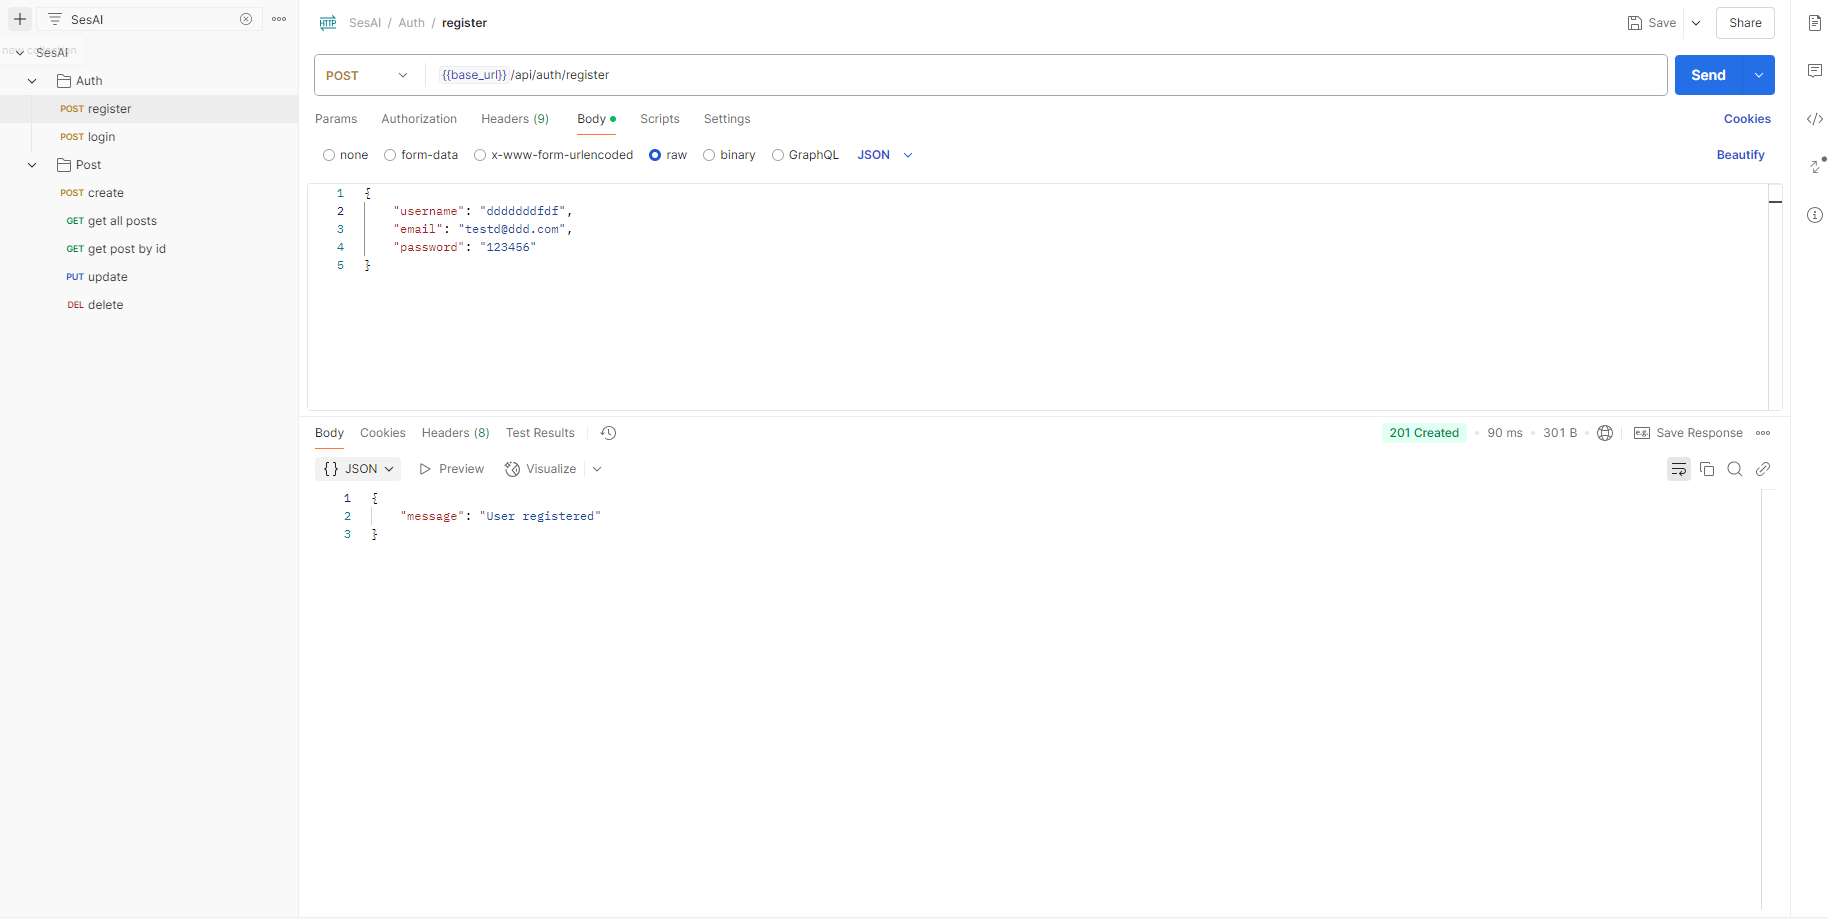 SesAI
new collection
SesAI
Auth
POST register
POST login
Post
POST create
GET get all posts
GET get post by id
PUT update
DEL delete
HTTP SesAI / Auth / register
Save
Share
POST
{{base_url}} /api/auth/register
Send
Params Authorization Headers (9) Body Scripts Settings
Cookies
none form-data x-www-form-urlencoded raw binary GraphQL JSON
Beautify
1 {
2 "username": "dddddddfdf",
3 "email": "testd@ddd.com",
4 "password": "123456"
5 }
Body Cookies Headers (8) Test Results
201 Created • 90 ms • 301 B •
e.g. Save Response
{} JSON Preview Visualize
1 {
2 "message": "User registered"
3 }